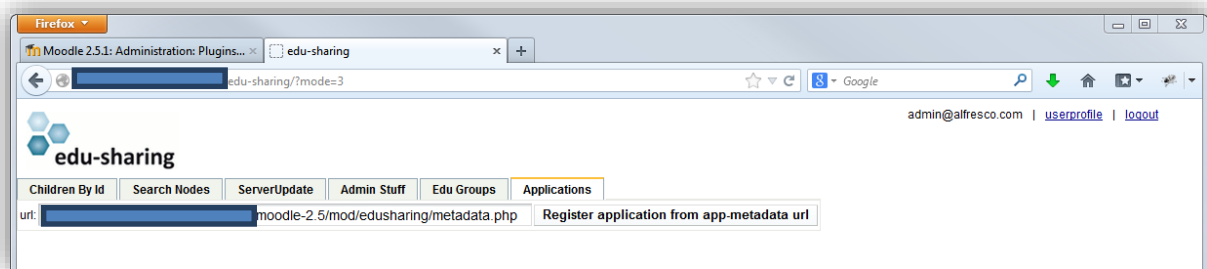 Firefox
Moodle 2.5.1: Administration: Plugins... edu-sharing
edu-sharing/?mode=3 Google
admin@alfresco.com | userprofile | logout
edu-sharing
Children By Id Search Nodes ServerUpdate Admin Stuff Edu Groups Applications
url: moodle-2.5/mod/edusharing/metadata.php Register application from app-metadata url